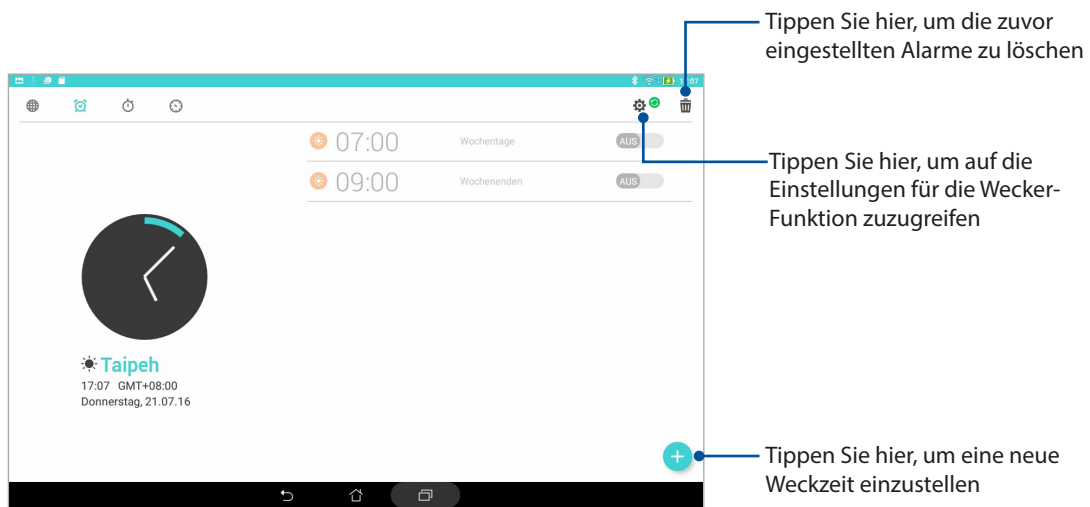 Tippen Sie hier, um die zuvor
eingestellten Alarme zu löschen
17:07
07:00 Wochentage AUS
Tippen Sie hier, um auf die
Einstellungen für die Wecker-
Funktion zuzugreifen
09:00 Wochenenden AUS
Taipeh
17:07 GMT+08:00
Donnerstag, 21.07.16
Tippen Sie hier, um eine neue
Weckzeit einzustellen